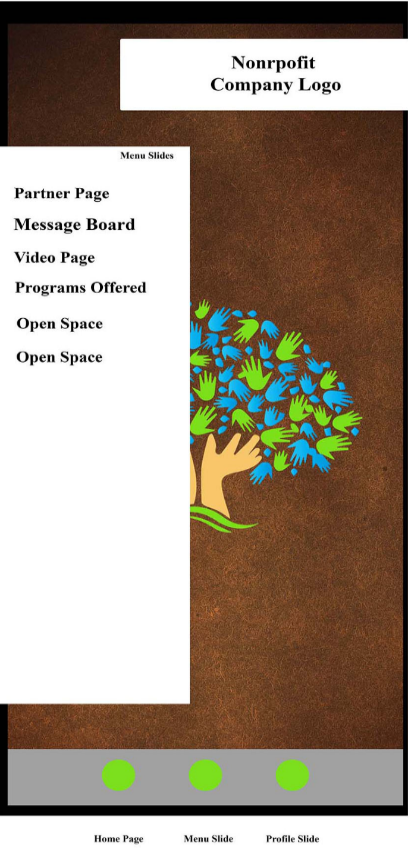 Nonrpofit
Company Logo
Menu Slides
Partner Page
Message Board
Video Page
Programs Offered
Open Space
Open Space
Home Page Menu Slide Profile Slide